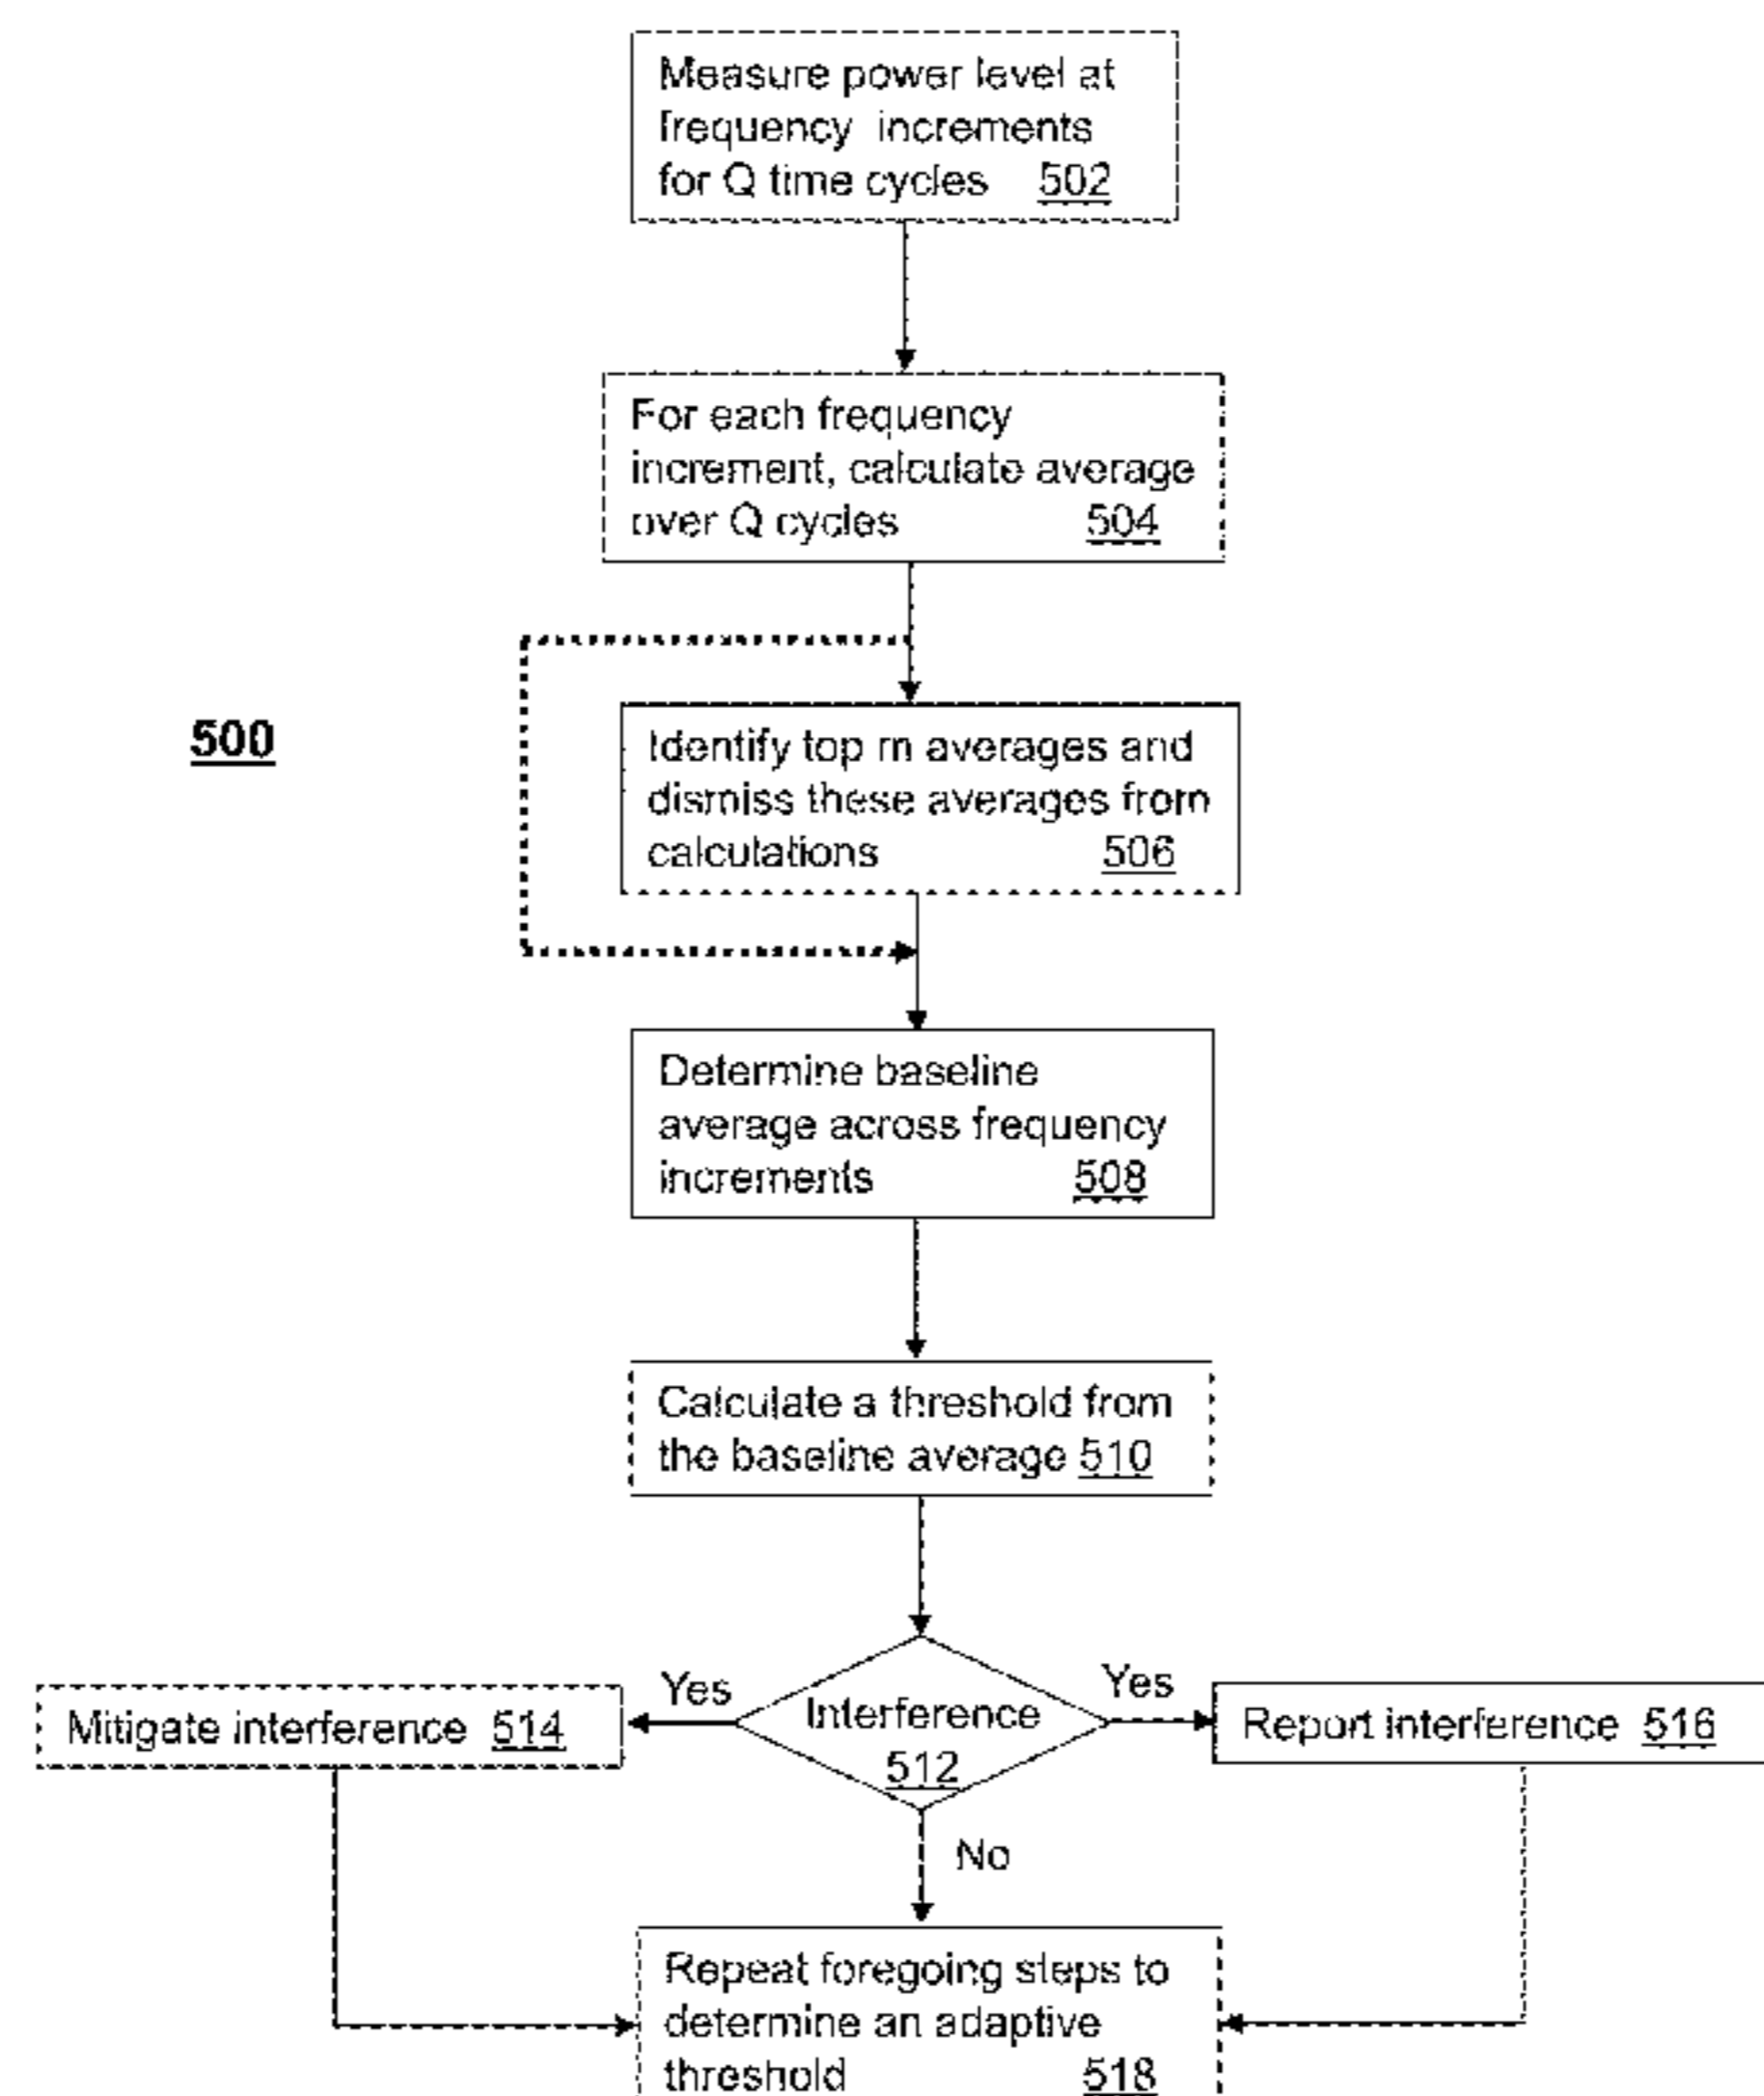 Measure power level at
frequency increments
for Q time cycles 502
For each frequency
increment, calculate average
over Q cycles 504
500
Identify top m averages and
dismiss these averages from
calculations 506
Determine baseline
average across frequency
increments 508
Calculate a threshold from
the baseline average 510
Yes
Yes
Mitigate interference 514
Interference
512
Report interference 516
No
Repeat foregoing steps to
determine an adaptive
threshold 518